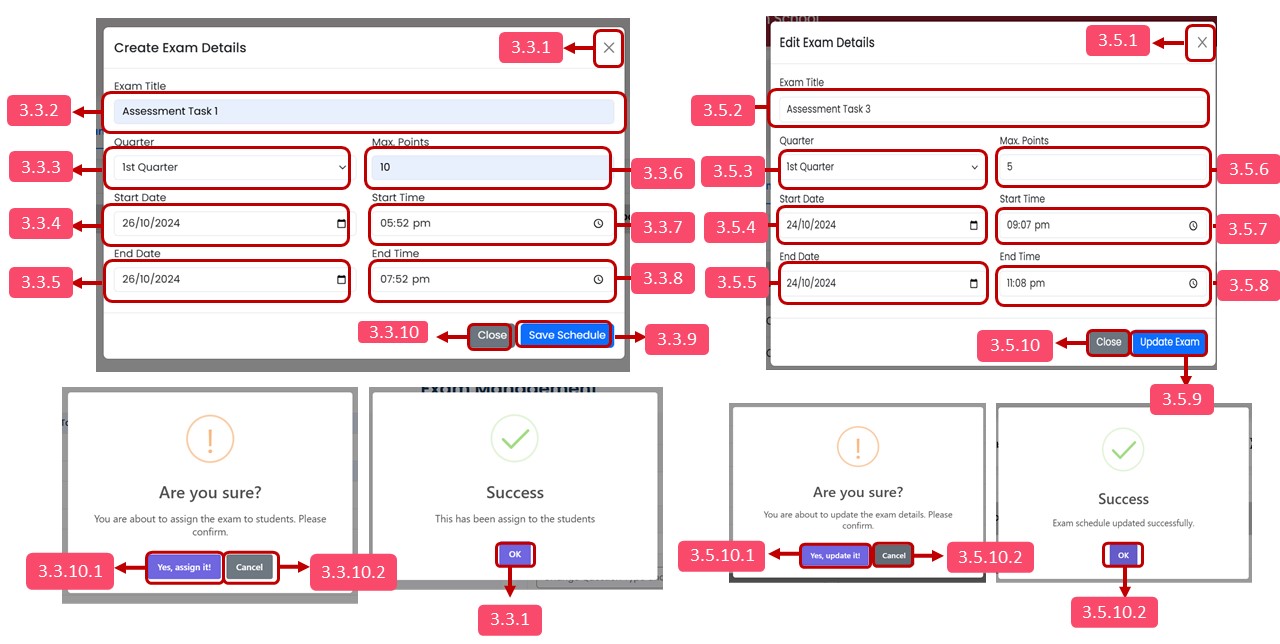 n School
Create Exam Details
3.3.1
Edit Exam Details
3.5.1
Exam Title
3.3.2
Assessment Task 1
Exam Title
3.5.2
Assessment Task 3
Quarter
Max. Points
3.3.3
1st Quarter
10
3.3.6
Quarter
Max. Points
3.5.3
1st Quarter
5
3.5.6
Start Date
Start Time
3.3.4
26/10/2024
05:52 pm
3.3.7
Start Date
Start Time
3.5.4
24/10/2024
09:07 pm
3.5.7
End Date
End Time
3.3.5
26/10/2024
07:52 pm
3.3.8
End Date
End Time
3.5.5
24/10/2024
11:08 pm
3.5.8
3.3.10
Close
Save Schedule
3.3.9
3.5.10
Close
Update Exam
3.5.9
Exam Management
Are you sure?
You are about to assign the exam to students. Please
confirm.
3.3.10.1
Yes, assign it!
Cancel
3.3.10.2
Success
This has been assign to the students
OK
3.3.1
Are you sure?
You are about to update the exam details. Please
confirm.
3.5.10.1
Yes, update it!
Cancel
3.5.10.2
Success
Exam schedule updated successfully.
OK
3.5.10.2